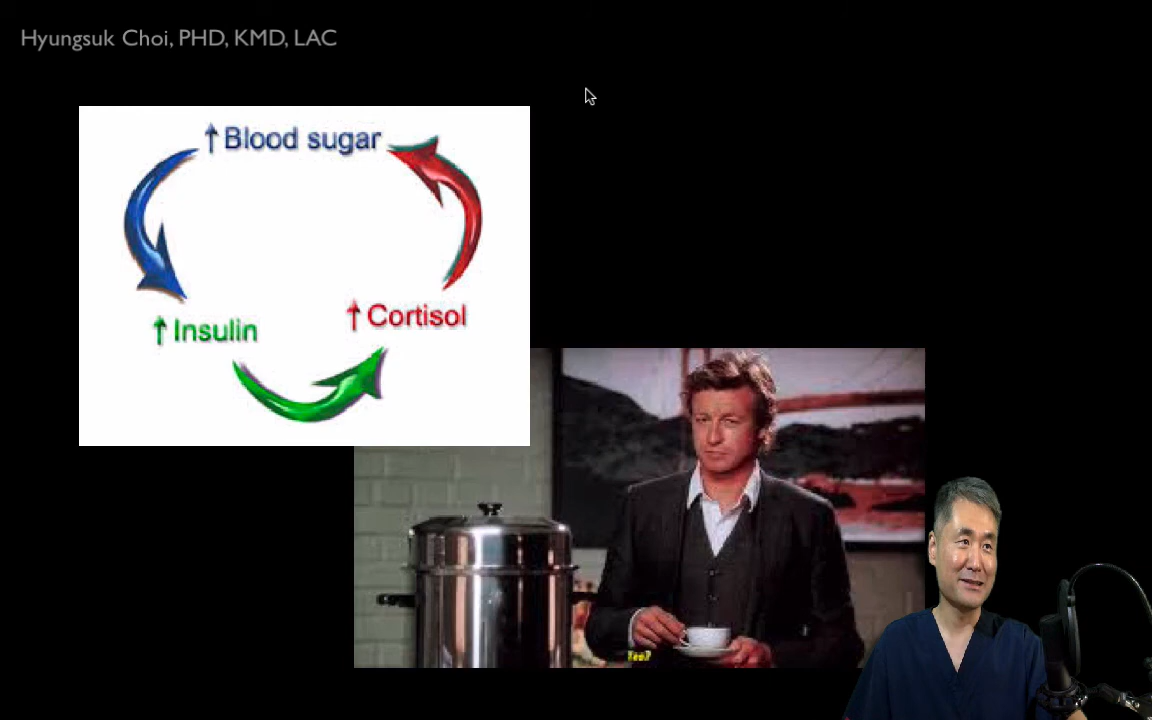 Hyungsuk Choi, PHD, KMD, LAC
↑Blood sugar
↑Insulin
↑Cortisol
Tea?